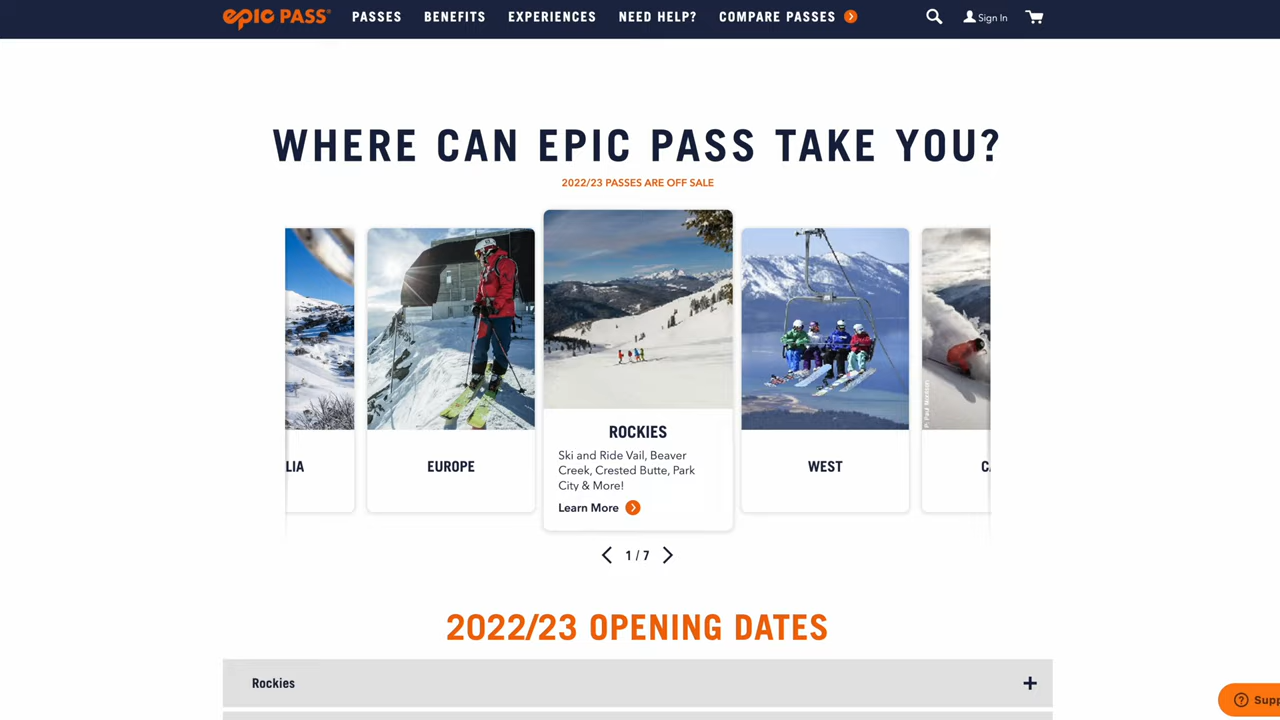 epic PASS®
PASSES
BENEFITS
EXPERIENCES
NEED HELP?
COMPARE PASSES
Sign In
WHERE CAN EPIC PASS TAKE YOU?
2022/23 PASSES ARE OFF SALE
LIA
EUROPE
ROCKIES
Ski and Ride Vail, Beaver
Creek, Crested Butte, Park
City & More!
Learn More
WEST
1 / 7
2022/23 OPENING DATES
Rockies
Supp